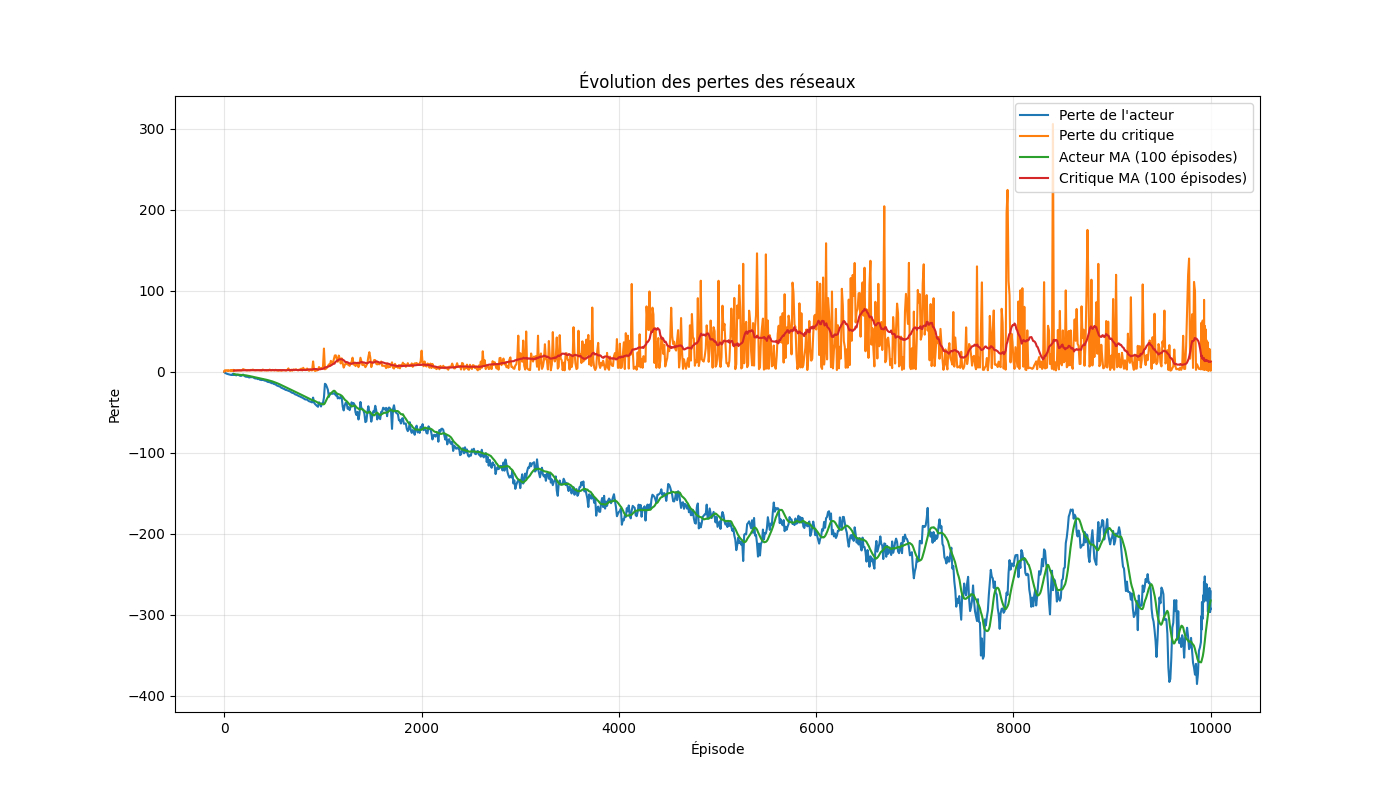 Évolution des pertes des réseaux
Perte de l'acteur
Perte du critique
Acteur MA (100 épisodes)
Critique MA (100 épisodes)
300
200
100
0
−100
−200
−300
−400
Perte
0 2000 4000 6000 8000 10000
Épisode